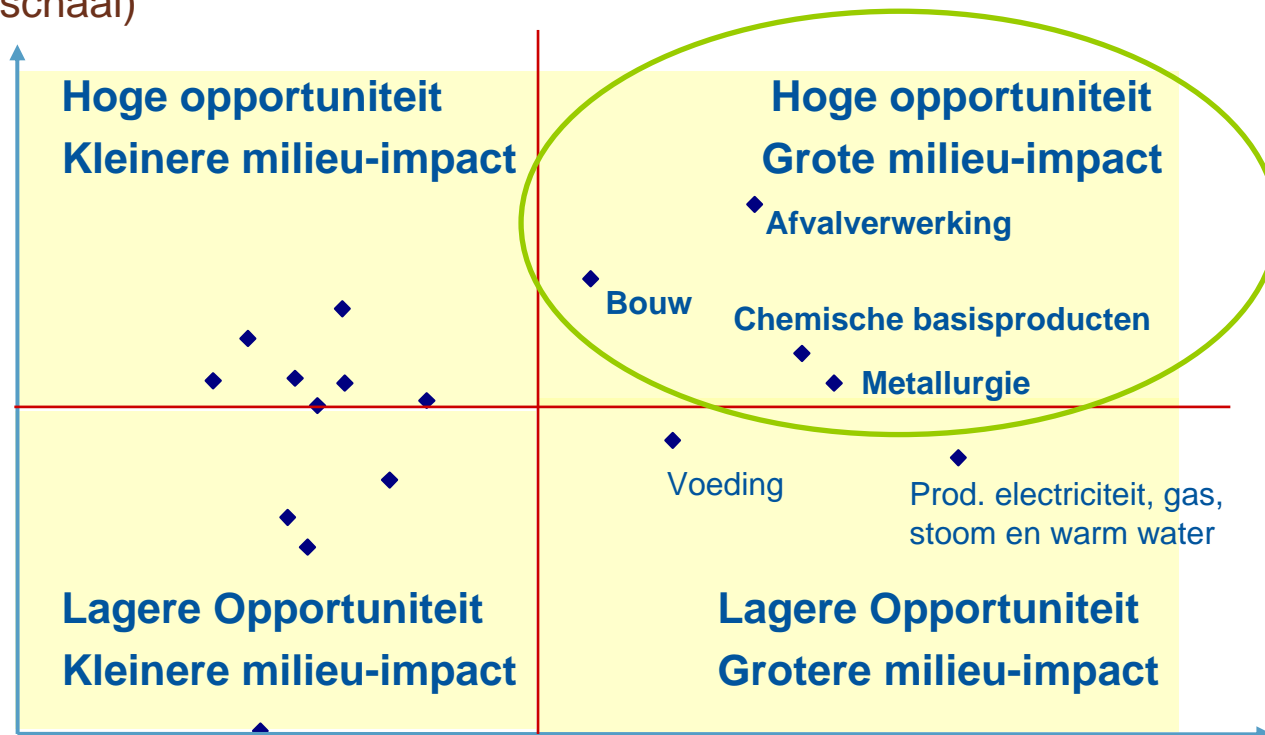 schaal)
Hoge opportuniteit
Kleinere milieu-impact
Hoge opportuniteit
Grote milieu-impact
Afvalverwerking
Bouw
Chemische basisproducten
Metallurgie
Voeding
Prod. electriciteit, gas,
stoom en warm water
Lagere Opportuniteit
Kleinere milieu-impact
Lagere Opportuniteit
Grotere milieu-impact